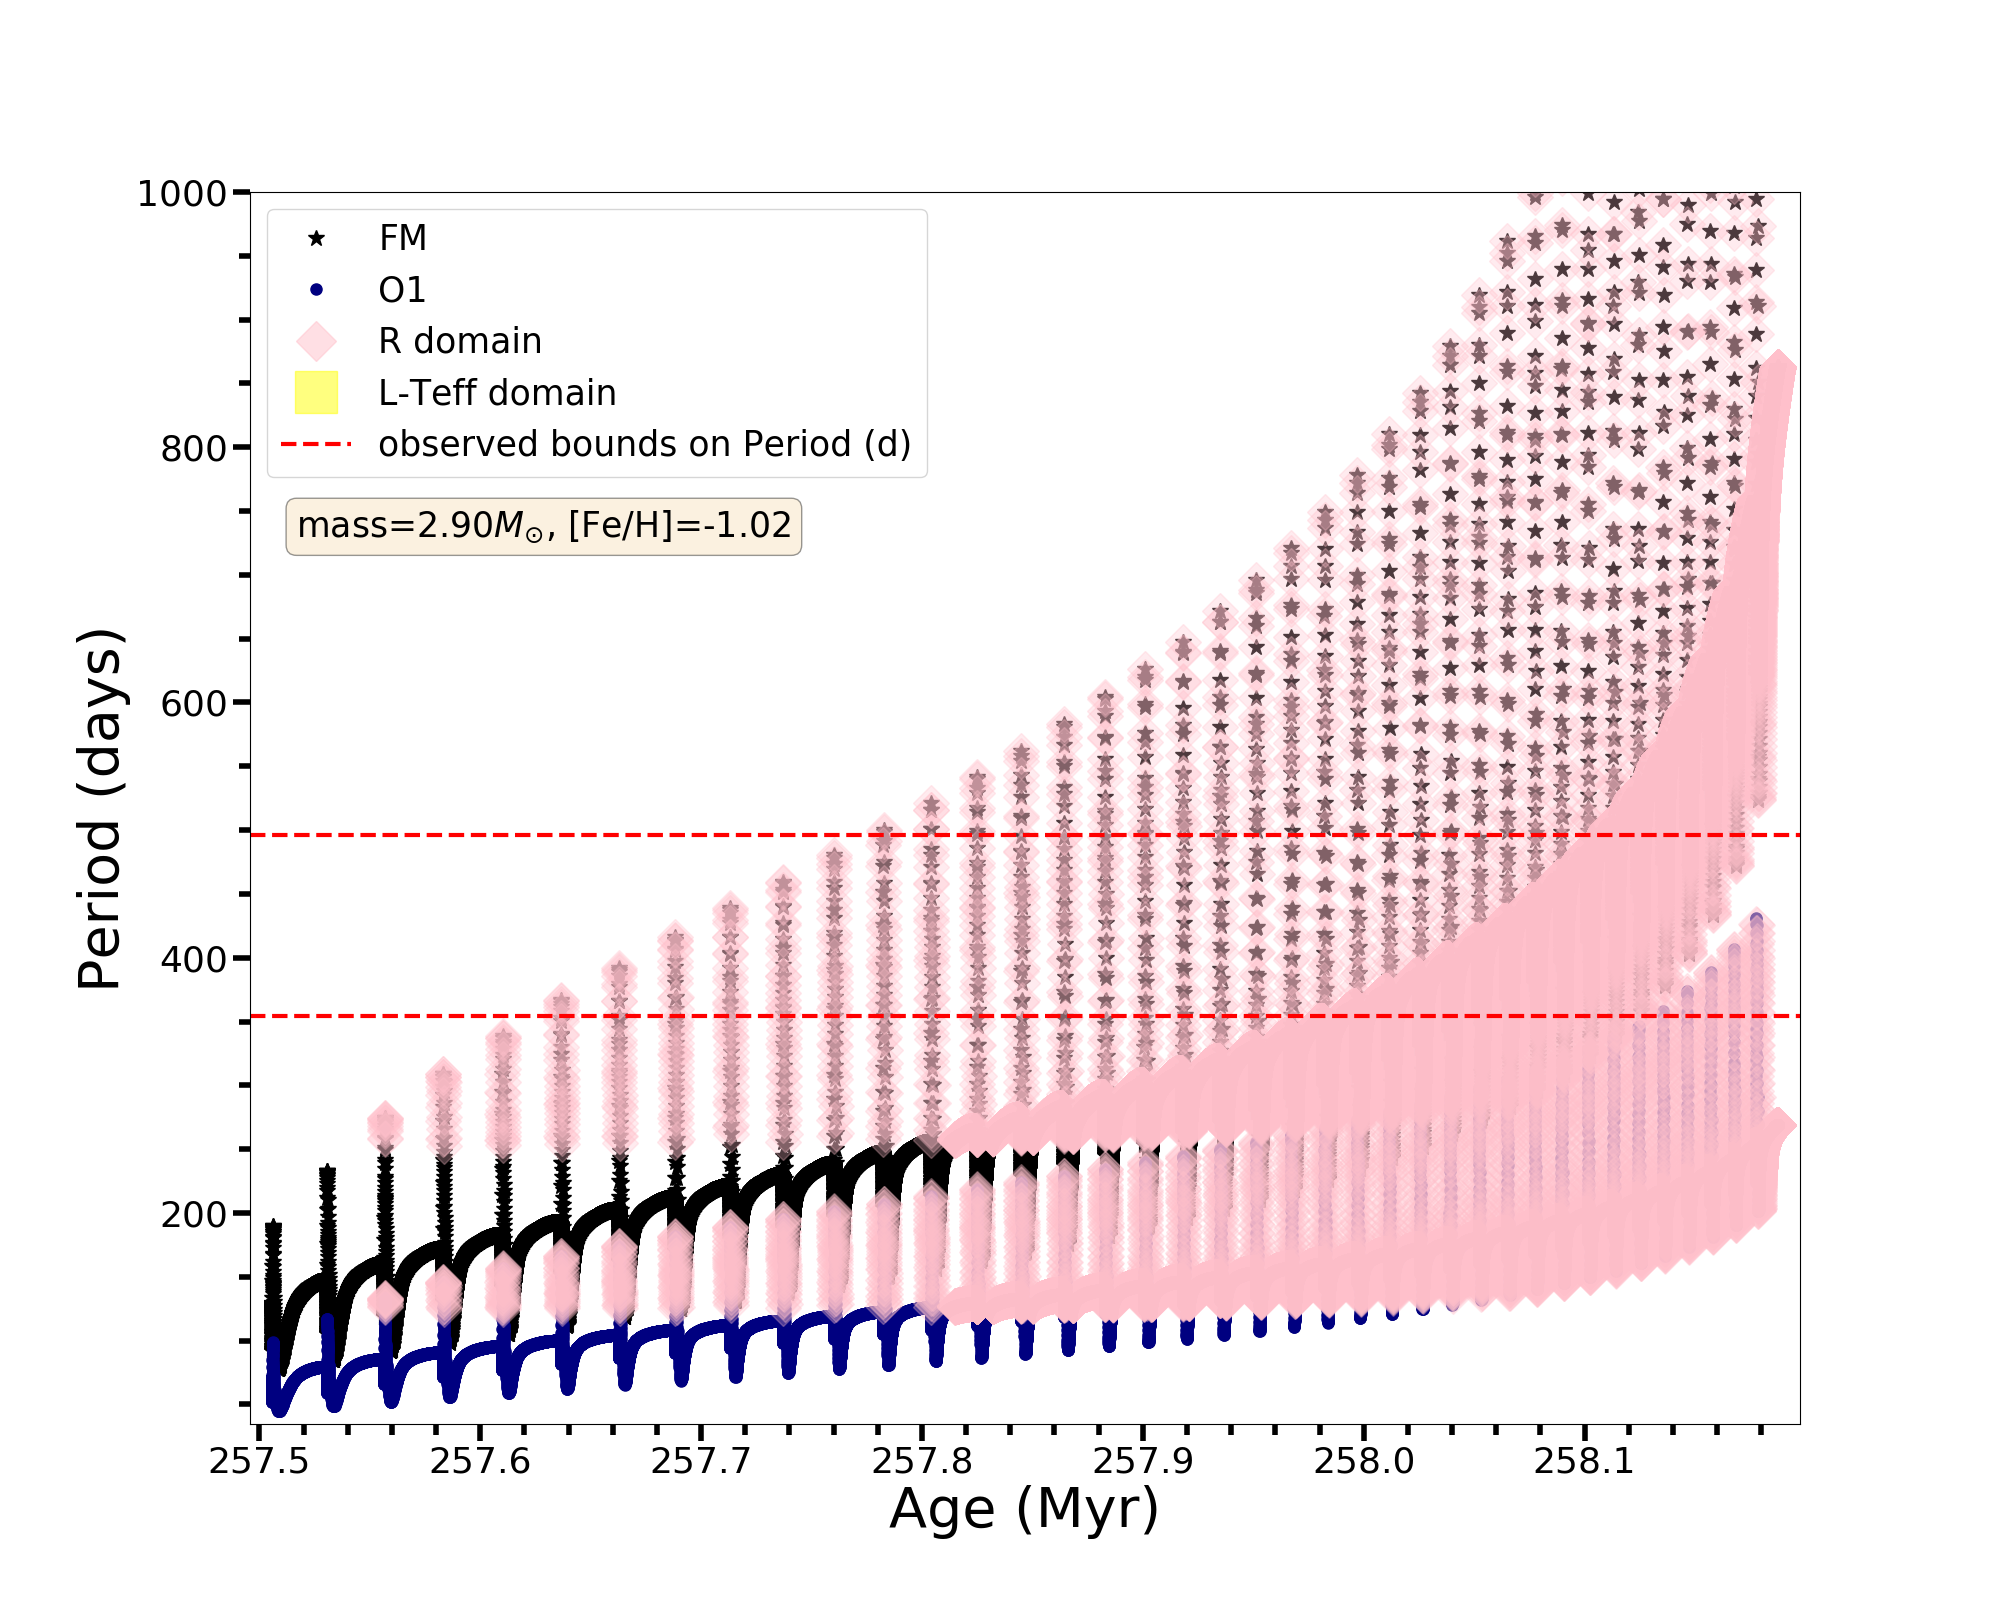 1000
800
600
400
200
Period (days)
FM
O1
R domain
L-Teff domain
observed bounds on Period (d)
mass=2.90M⊙, [Fe/H]=-1.02
257.5 257.6 257.7 257.8 257.9 258.0 258.1
Age (Myr)